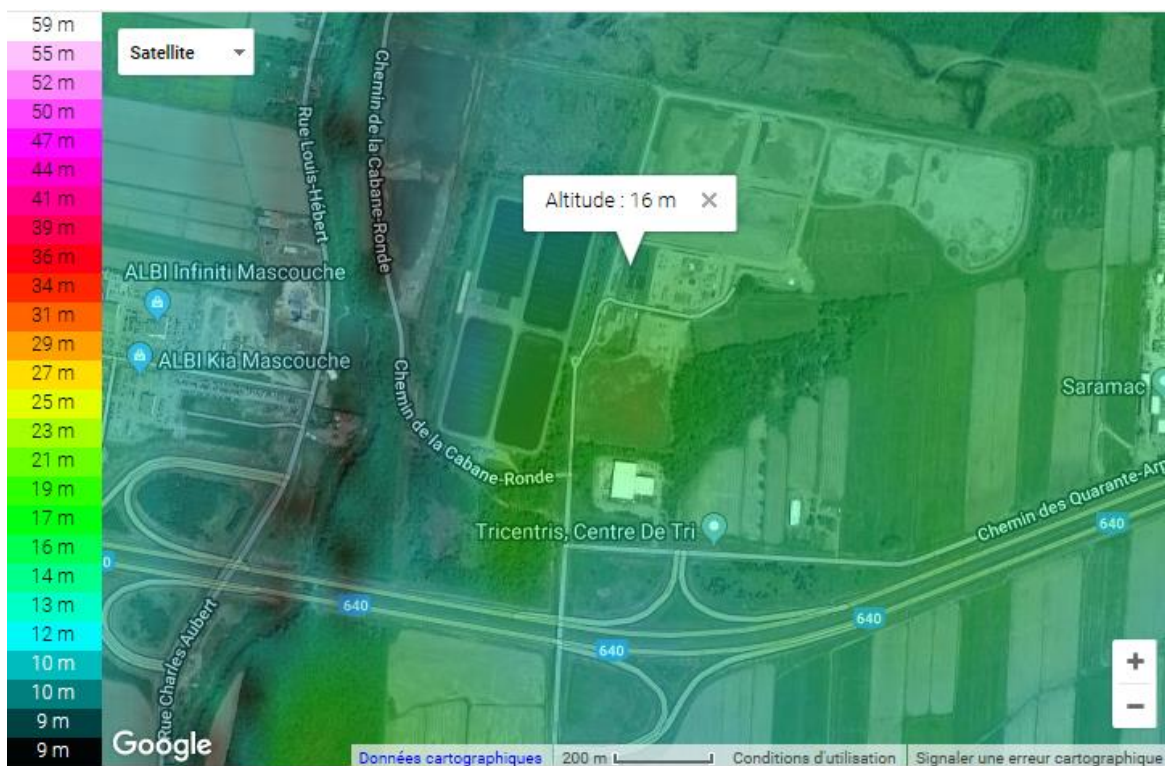 59 m
55 m
52 m
50 m
47 m
44 m
41 m
39 m
36 m
34 m
31 m
29 m
27 m
25 m
23 m
21 m
19 m
17 m
16 m
14 m
13 m
12 m
10 m
10 m
9 m
9 m
Satellite
Chemin de la Cabane-Ronde
Rue Louis-Hébert
Altitude : 16 m ×
ALBI Infiniti Mascouche
ALBI Kia Mascouche
Chemin de la Cabane-Ronde
Saramac
Tricentris, Centre De Tri
Chemin des Quarante-Arp
640
0
640
640
640
Rue Charles Aubert
+
−
Google
Données cartographiques
200 m
Conditions d'utilisation
Signaler une erreur cartographique